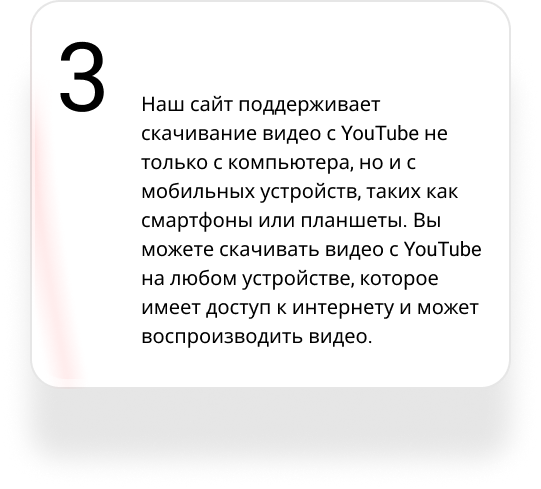 3
Наш сайт поддерживает
скачивание видео с YouTube не
только с компьютера, но и с
мобильных устройств, таких как
смартфоны или планшеты. Вы
можете скачивать видео с YouTube
на любом устройстве, которое
имеет доступ к интернету и может
воспроизводить видео.